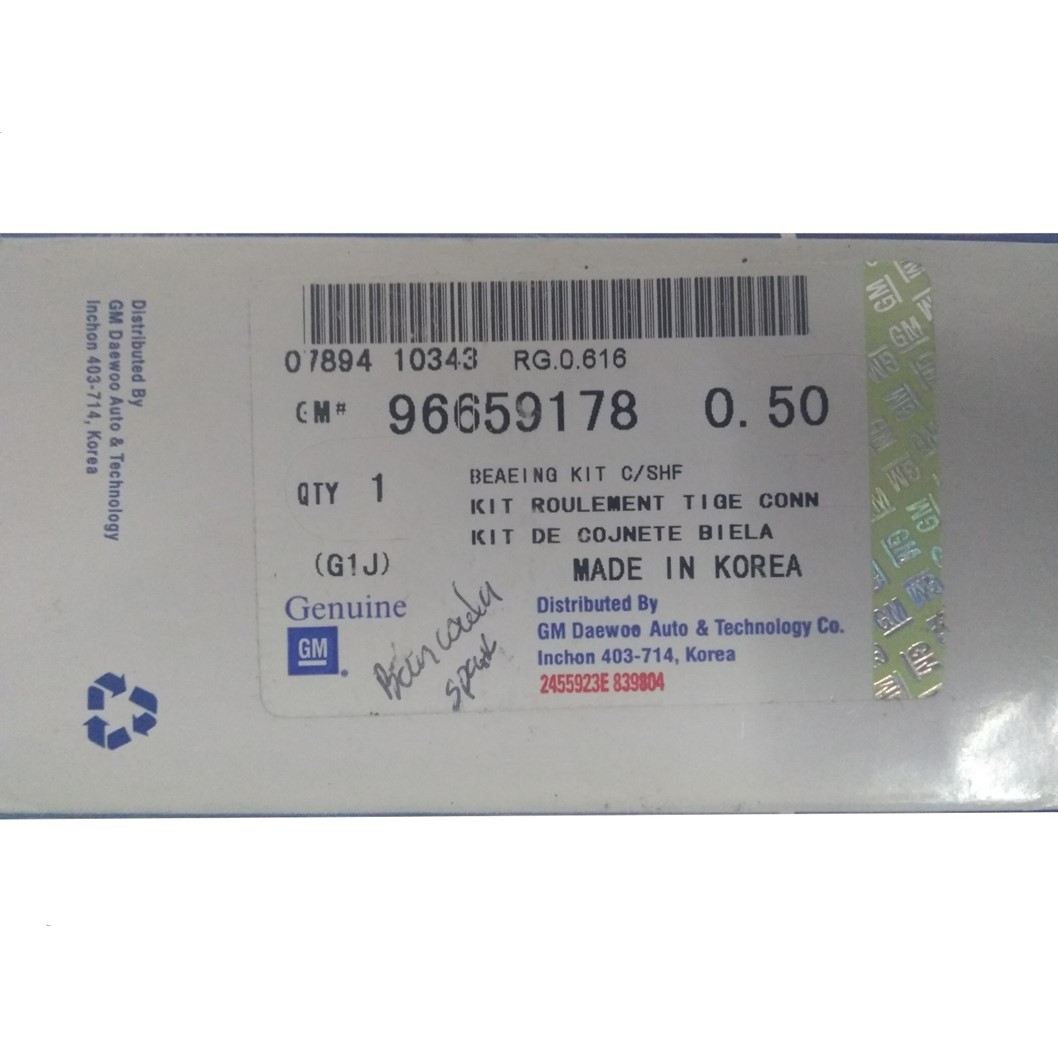 Distributed By
GM Daewoo Auto & Technology
Inchon 403-714, Korea
07894 10343 RG.0.616
GM# 96659178 0.50
QTY 1
BEAEING KIT C/SHF
KIT ROULEMENT TIGE CONN
KIT DE COJNETE BIELA
(G1J)
MADE IN KOREA
Genuine
GM
Distributed By
GM Daewoo Auto & Technology Co.
Inchon 403-714, Korea
2455923E 839804
spark
GM